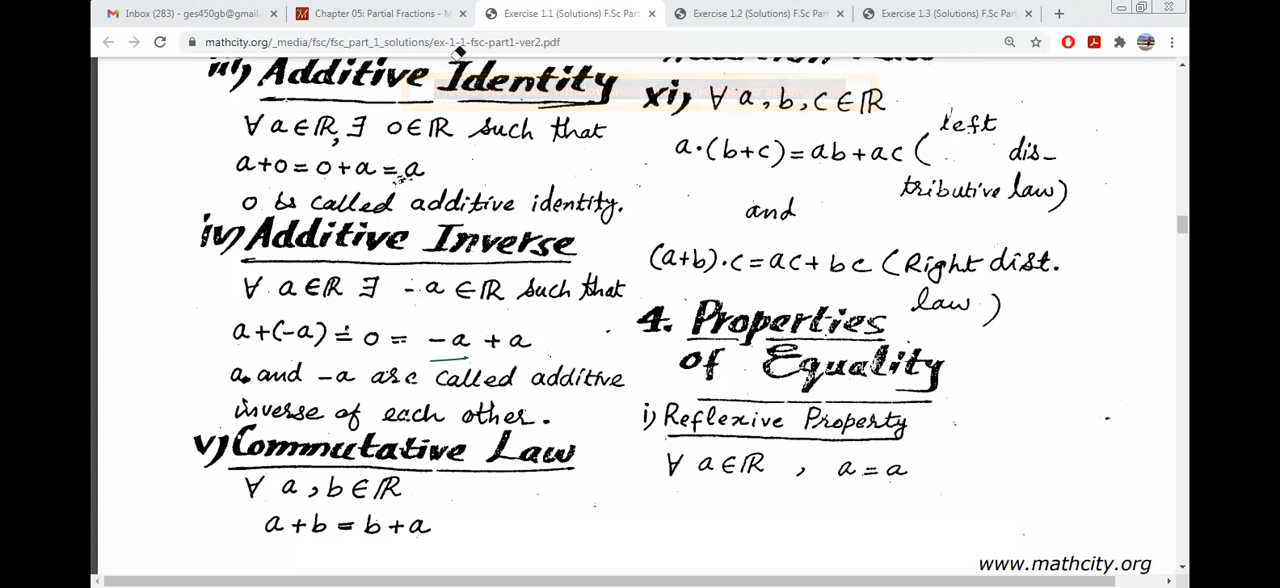 Inbox (283) - ges450gb@gmail.
Chapter 05: Partial Fractions - M
Exercise 1.1 (Solutions) F.Sc Part
Exercise 1.2 (Solutions) F.Sc Part
Exercise 1.3 (Solutions) F.Sc Part
mathcity.org/_media/fsc/fsc_part_1_solutions/ex-1-1-fsc-part1-ver2.pdf
iii) Additive Identity
∀ a∈ℝ, ∃ 0∈ℝ such that
a+0=0+a=a
0 is called additive identity.
iv) Additive Inverse
∀ a∈ℝ ∃ -a∈ℝ such that
a+(-a) = 0 = -a + a
a and -a are called additive
inverse of each other.
v) Commutative Law
∀ a, b∈ℝ
a+b = b+a
xi) ∀ a, b, c∈ℝ
a·(b+c)=ab+ac (left dis-
tributive law)
and
(a+b)·c=ac+bc (Right dist.
law)
4. Properties
of Equality
i) Reflexive Property
∀ a∈ℝ , a=a
www.mathcity.org